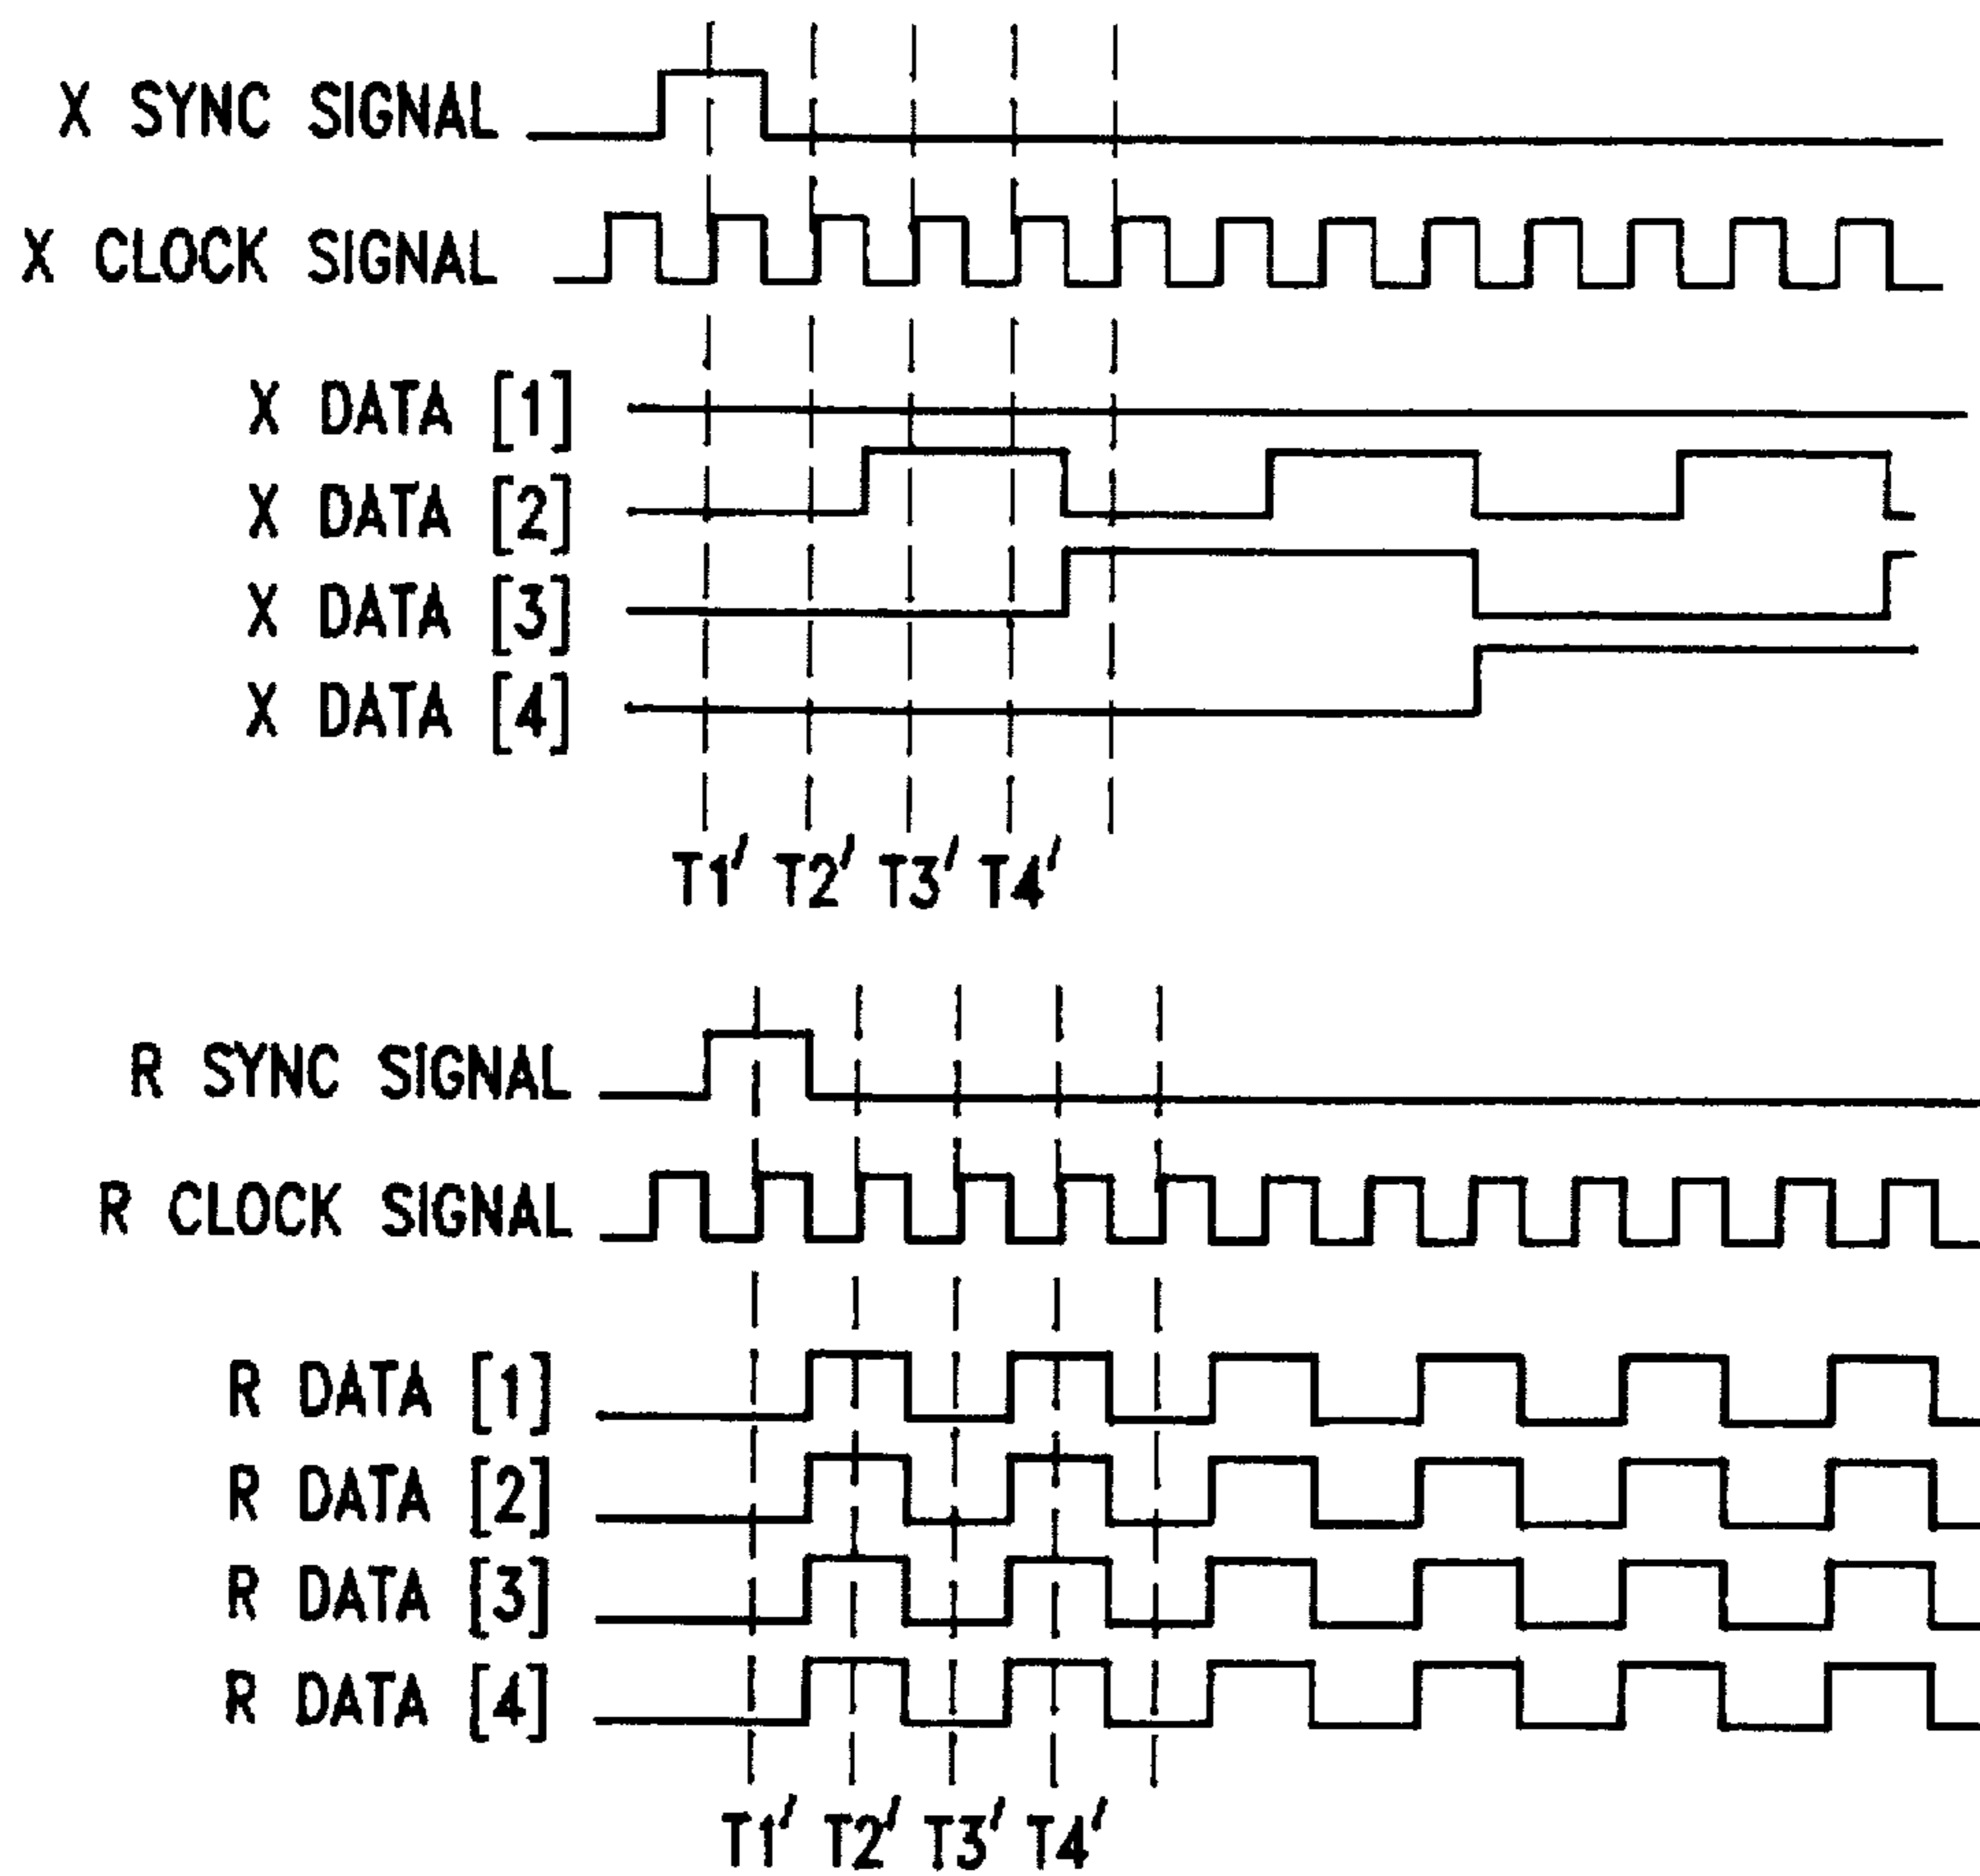 X SYNC SIGNAL
X CLOCK SIGNAL
X DATA [1]
X DATA [2]
X DATA [3]
X DATA [4]
T1' T2' T3' T4'
R SYNC SIGNAL
R CLOCK SIGNAL
R DATA [1]
R DATA [2]
R DATA [3]
R DATA [4]
T1' T2' T3' T4'